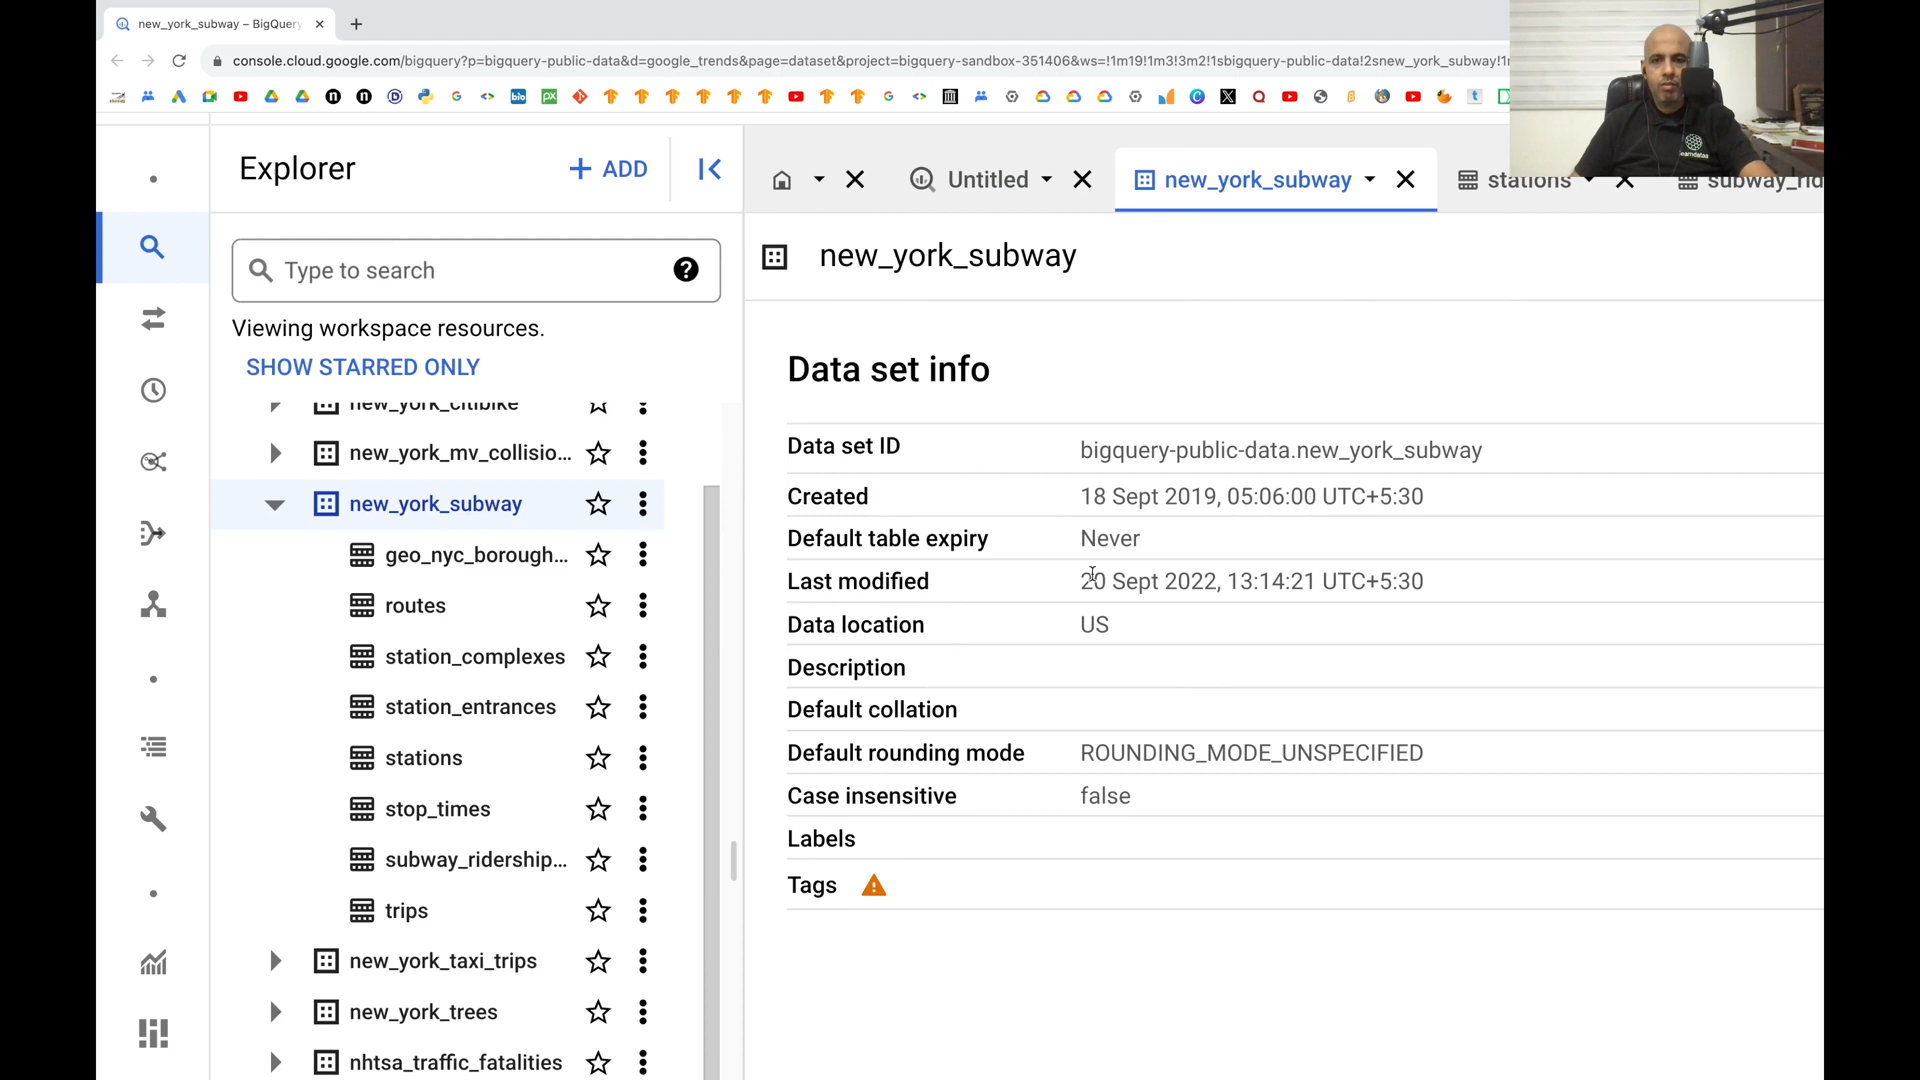 new_york_subway – BigQuery
console.cloud.google.com/bigquery?p=bigquery-public-data&d=google_trends&page=dataset&project=bigquery-sandbox-351406&ws=!1m19!1m3!3m2!1sbigquery-public-data!2snew_york_subway!1
Explorer
+ ADD
Untitled
new_york_subway
stations
subway_rid
Type to search
Viewing workspace resources.
SHOW STARRED ONLY
new_york_citibike
new_york_mv_collisio...
new_york_subway
geo_nyc_borough...
routes
station_complexes
station_entrances
stations
stop_times
subway_ridership...
trips
new_york_taxi_trips
new_york_trees
nhtsa_traffic_fatalities
new_york_subway
Data set info
Data set ID bigquery-public-data.new_york_subway
Created 18 Sept 2019, 05:06:00 UTC+5:30
Default table expiry Never
Last modified 20 Sept 2022, 13:14:21 UTC+5:30
Data location US
Description
Default collation
Default rounding mode ROUNDING_MODE_UNSPECIFIED
Case insensitive false
Labels
Tags